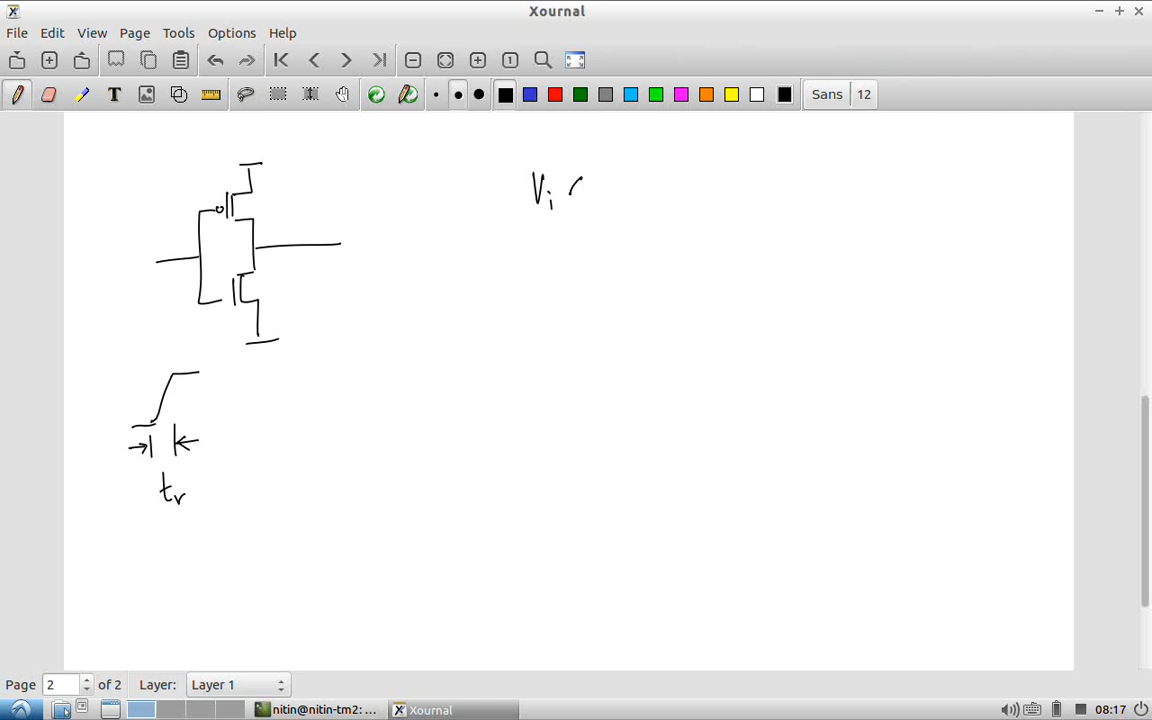 Xournal
File Edit View Page Tools Options Help
Sans 12
Vi (
tr
Page 2 of 2 Layer: Layer 1
nitin@nitin-tm2: ... Xournal 08:17